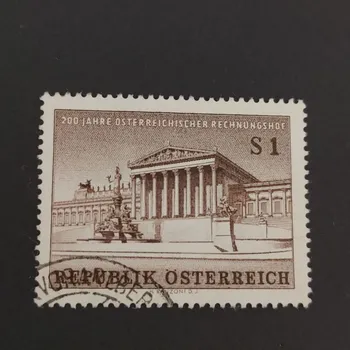 200 JAHRE ÖSTERREICHISCHER RECHNUNGSHOF
S 1
REPUBLIK ÖSTERREICH